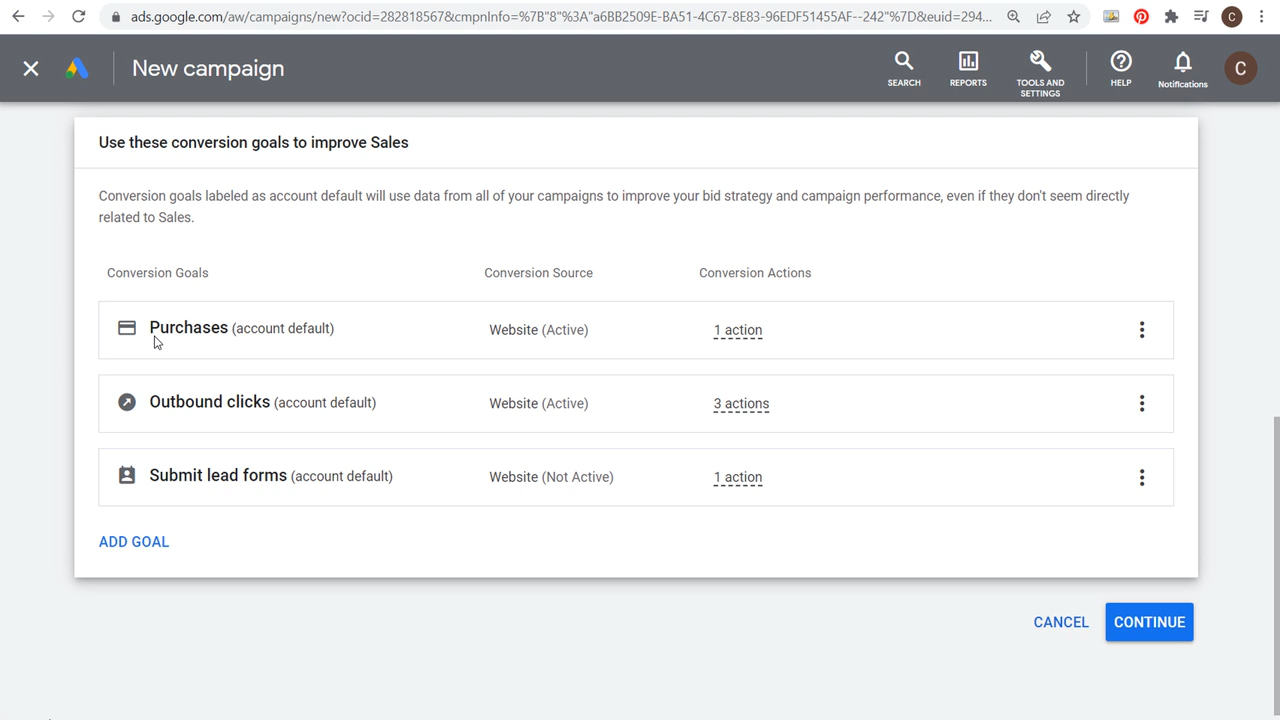 ads.google.com/aw/campaigns/new?ocid=282818567&cmpnInfo=%7B"8"%3A"a6BB2509E-BA51-4C67-8EB3-95EDF51455AF--2"2"%7D&euid=294...
C
New campaign
SEARCH
REPORTS
TOOLS AND
SETTINGS
HELP
Notifications
C
Use these conversion goals to improve Sales
Conversion goals labeled as account default will use data from all of your campaigns to improve your bid strategy and campaign performance, even if they don't seem directly
related to Sales.
Conversion Goals Conversion Source Conversion Actions
Purchases (account default) Website (Active) 1 action
Outbound clicks (account default) Website (Active) 3 actions
Submit lead forms (account default) Website (Not Active) 1 action
ADD GOAL
CANCEL CONTINUE